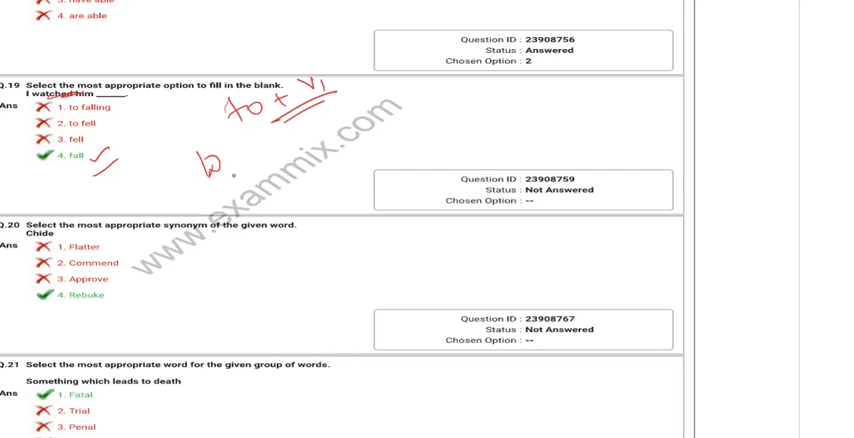 4. are able
Question ID : 23908756
Status : Answered
Chosen Option : 2
Q.19 Select the most appropriate option to fill in the blank.
I watched him _____.
Ans
1. to falling
2. to fell
3. fell
4. fall
to + V1
Question ID : 23908759
Status : Not Answered
Chosen Option : --
www.exammix.com
Q.20 Select the most appropriate synonym of the given word.
Chide
Ans
1. Flatter
2. Commend
3. Approve
4. Rebuke
Question ID : 23908767
Status : Not Answered
Chosen Option : --
Q.21 Select the most appropriate word for the given group of words.
Something which leads to death
Ans
1. Fatal
2. Trial
3. Penal